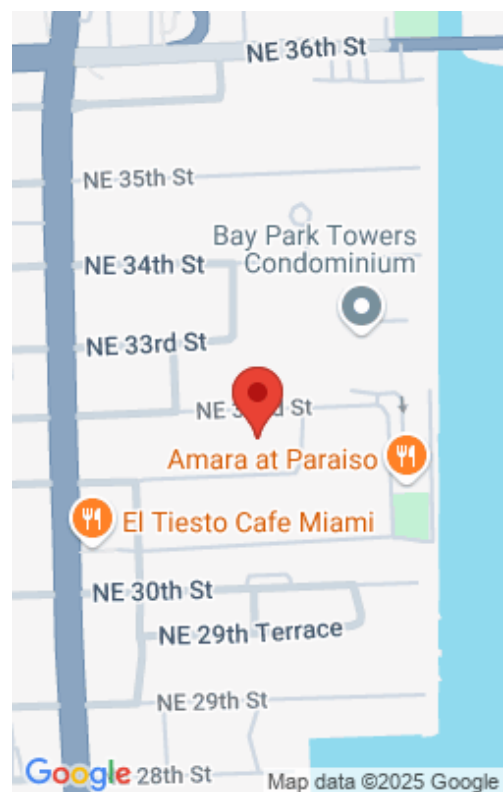 NE 36th St
NE 35th St
Bay Park Towers
Condominium
NE 34th St
NE 33rd St
NE St
Amara at Paraiso
El Tiesto Cafe Miami
NE 30th St
NE 29th Terrace
NE 29th St
28th St
Google
Map data ©2025 Google